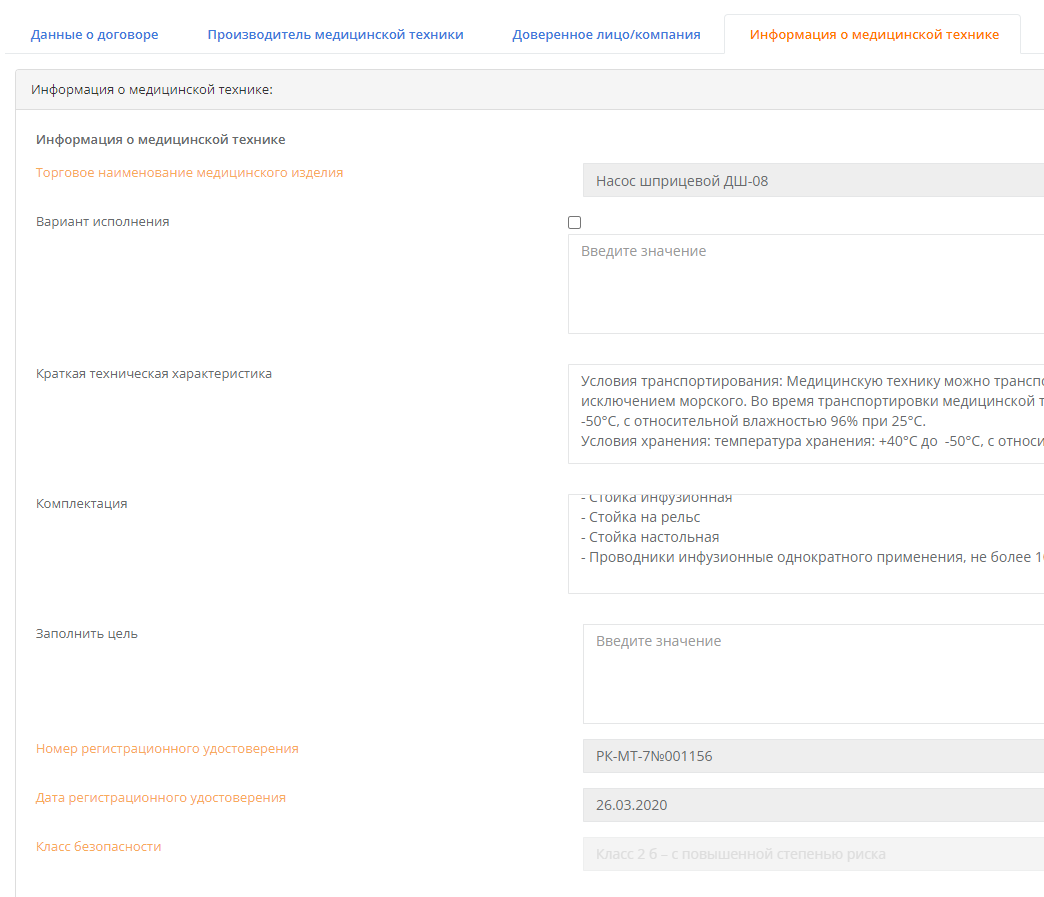 Данные о договоре Производитель медицинской техники Доверенное лицо/компания Информация о медицинской технике
Информация о медицинской технике:
Информация о медицинской технике
Торговое наименование медицинского изделия
Насос шприцевой ДШ-08
Вариант исполнения
Введите значение
Краткая техническая характеристика
Условия транспортирования: Медицинскую технику можно трансп
исключением морского. Во время транспортировки медицинской т
-50°C, с относительной влажностью 96% при 25°C.
Условия хранения: температура хранения: +40°C до -50°C, с относи
Комплектация
- Стойка инфузионная
- Стойка на рельс
- Стойка настольная
- Проводники инфузионные однократного применения, не более 1
Заполнить цель
Введите значение
Номер регистрационного удостоверения
РК-МТ-7№001156
Дата регистрационного удостоверения
26.03.2020
Класс безопасности
Класс 2 б – с повышенной степенью риска